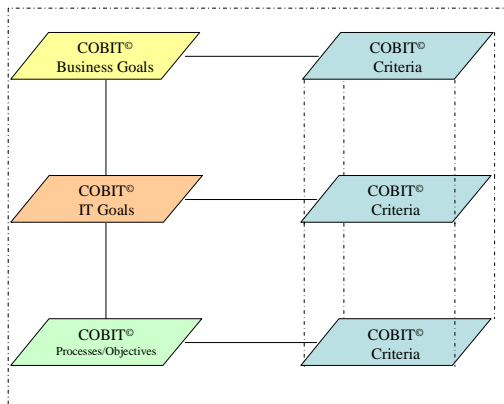 COBIT©
Business Goals
COBIT©
Criteria
COBIT©
IT Goals
COBIT©
Criteria
COBIT©
Processes/Objectives
COBIT©
Criteria